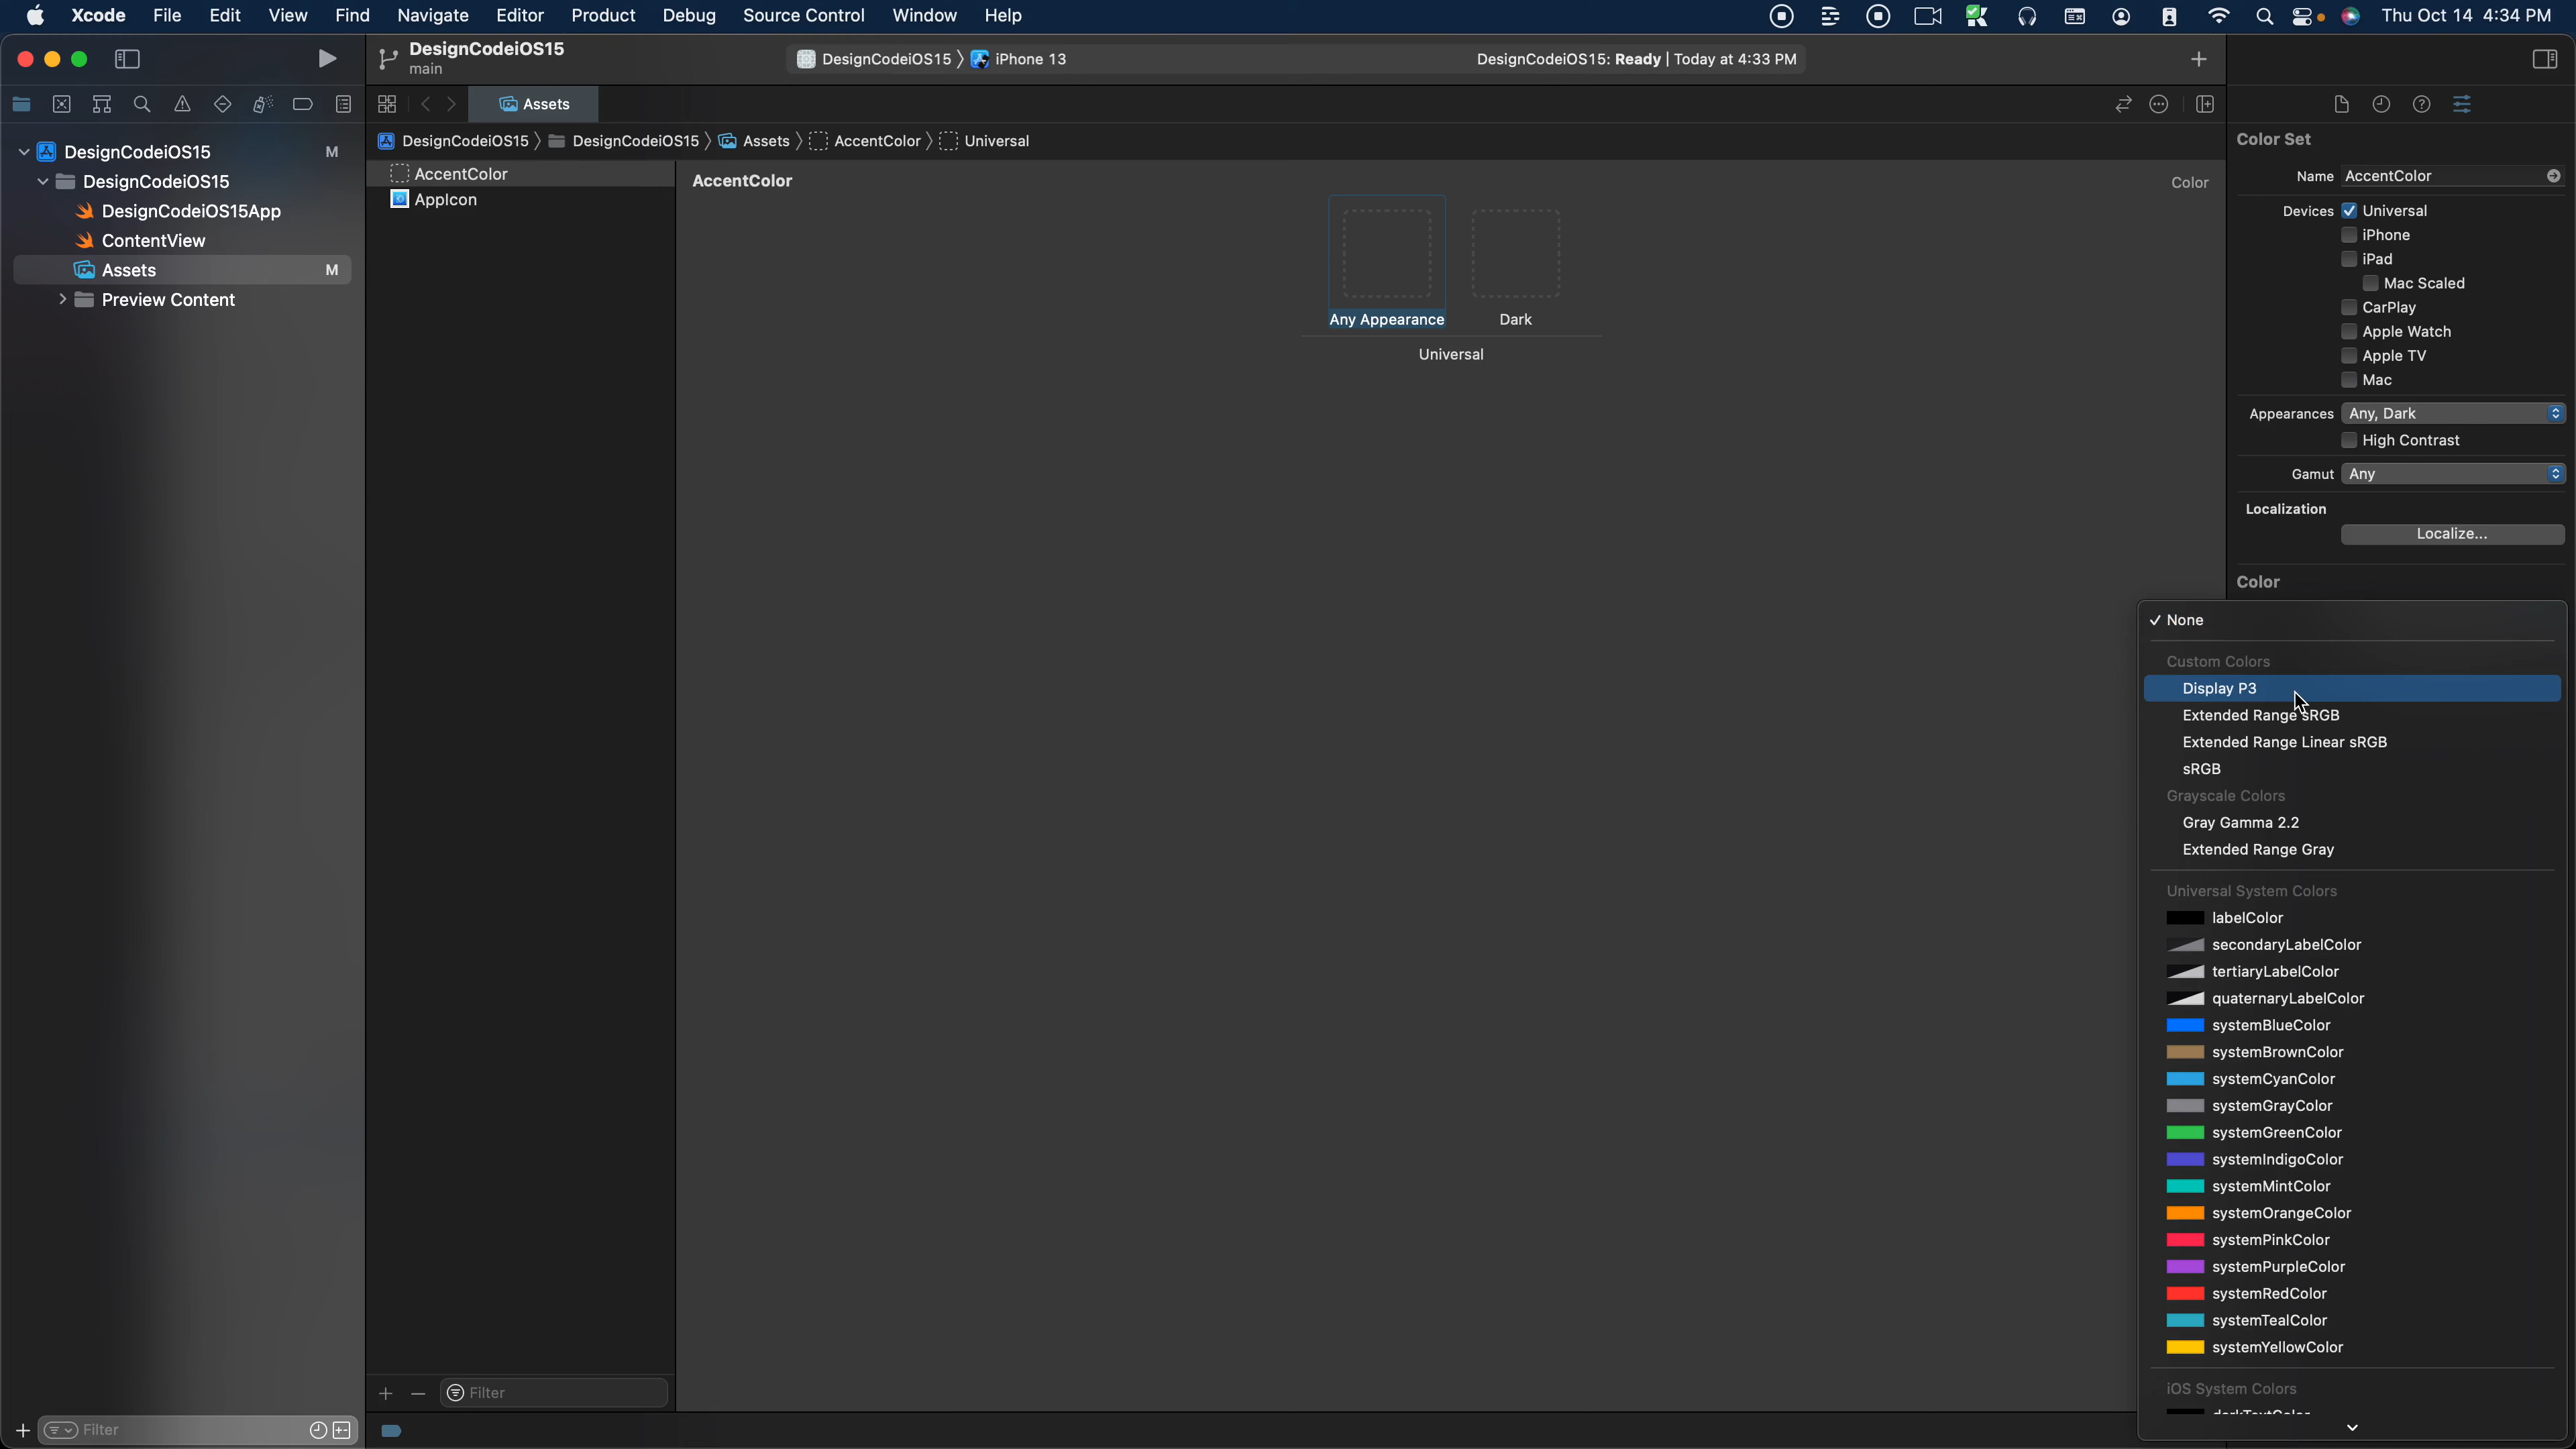 Xcode File Edit View Find Navigate Editor Product Debug Source Control Window Help Thu Oct 14 4:34 PM
DesignCodeiOS15
main
DesignCodeiOS15 iPhone 13
DesignCodeiOS15: Ready | Today at 4:33 PM
Assets
DesignCodeiOS15 DesignCodeiOS15 Assets AccentColor Universal
DesignCodeiOS15 M
DesignCodeiOS15
DesignCodeiOS15App
ContentView
Assets M
Preview Content
Filter
AccentColor
AppIcon
Filter
AccentColor
Color
Any Appearance
Dark
Universal
Color Set
Name AccentColor
Devices Universal
iPhone
iPad
Mac Scaled
CarPlay
Apple Watch
Apple TV
Mac
Appearances Any, Dark
High Contrast
Gamut Any
Localization
Localize...
Color
✓ None
Custom Colors
Display P3
Extended Range sRGB
Extended Range Linear sRGB
sRGB
Grayscale Colors
Gray Gamma 2.2
Extended Range Gray
Universal System Colors
labelColor
secondaryLabelColor
tertiaryLabelColor
quaternaryLabelColor
systemBlueColor
systemBrownColor
systemCyanColor
systemGrayColor
systemGreenColor
systemIndigoColor
systemMintColor
systemOrangeColor
systemPinkColor
systemPurpleColor
systemRedColor
systemTealColor
systemYellowColor
iOS System Colors